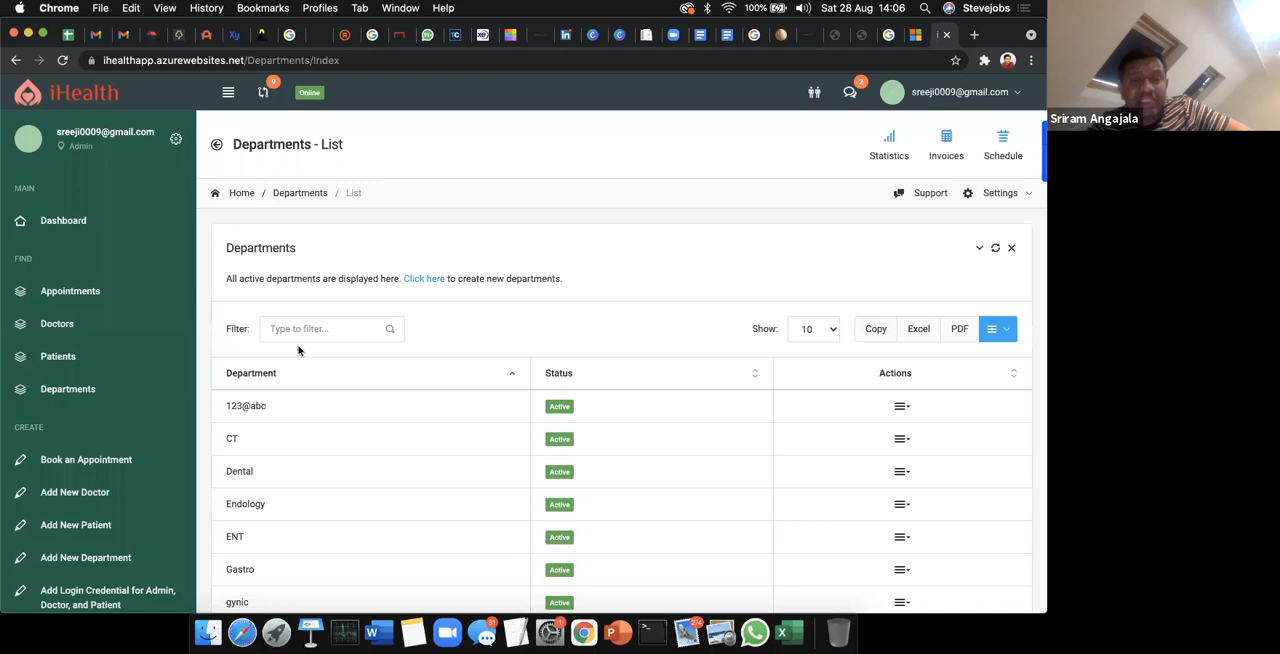 Chrome File Edit View History Bookmarks Profiles Tab Window Help 100% Sat 28 Aug 14:06 Stevejobs
ihealthapp.azurewebsites.net/Departments/Index
iHealth 9 Online 2 sreeji0009@gmail.com
Sriram Angajala
sreeji0009@gmail.com
Admin
MAIN
Dashboard
FIND
Appointments
Doctors
Patients
Departments
CREATE
Book an Appointment
Add New Doctor
Add New Patient
Add New Department
Add Login Credential for Admin,
Doctor, and Patient
Departments - List
Statistics Invoices Schedule
Home / Departments / List Support Settings
Departments
All active departments are displayed here. Click here to create new departments.
Filter: Type to filter... Show: 10 Copy Excel PDF
Department Status Actions
123@abc Active
CT Active
Dental Active
Endology Active
ENT Active
Gastro Active
gynic Active